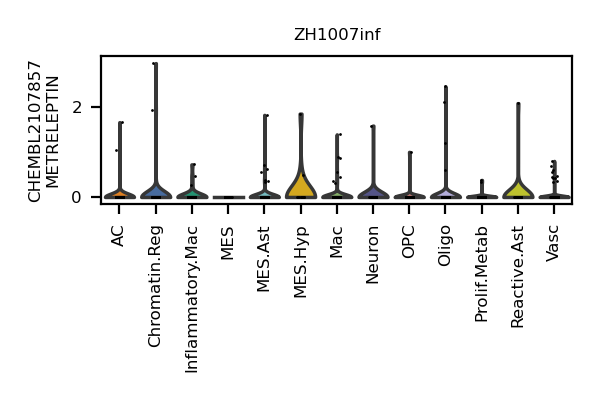 ZH1007inf
CHEMBL2107857
METRELEPTIN
2
0
AC
Chromatin.Reg
Inflammatory.Mac
MES
MES.Ast
MES.Hyp
Mac
Neuron
OPC
Oligo
Prolif.Metab
Reactive.Ast
Vasc